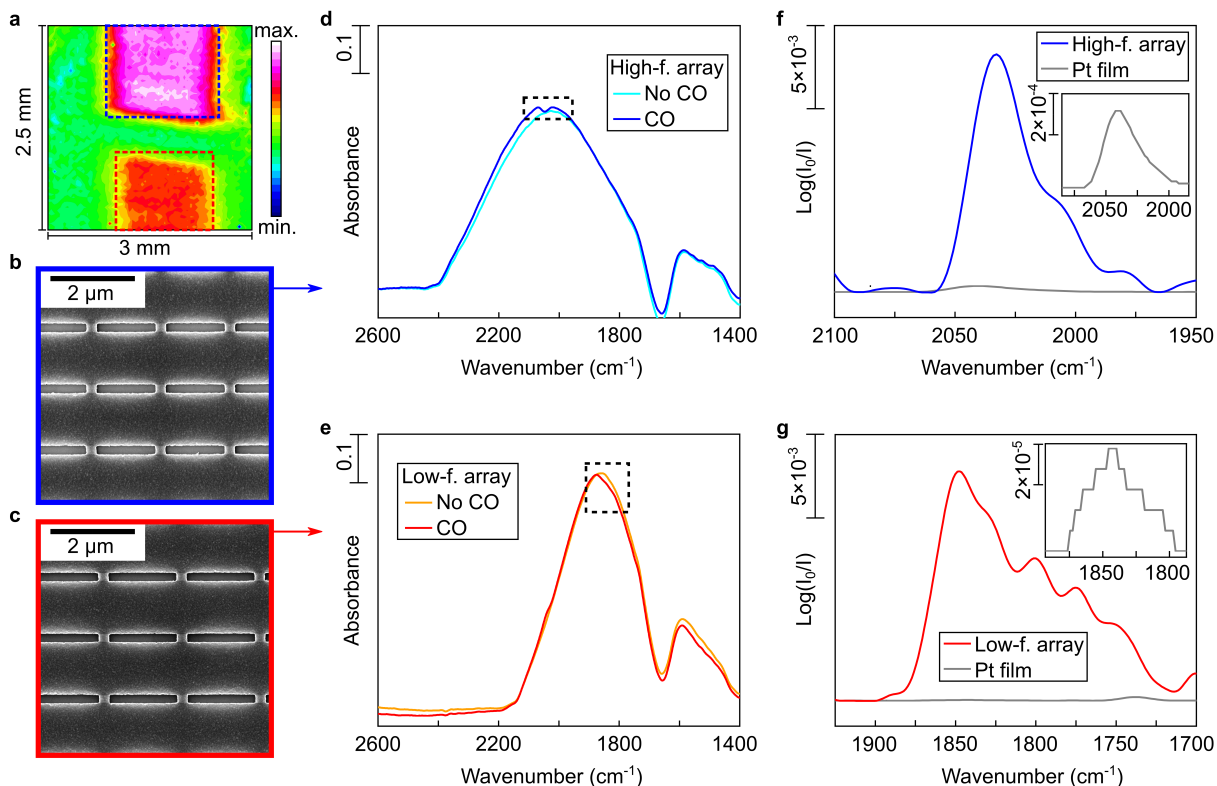 a
max.
min.
2.5 mm
3 mm
b
2 μm
c
2 μm
d
0.1
High-f. array
No CO
CO
Absorbance
2600
2200
1800
1400
Wavenumber (cm⁻¹)
e
0.1
Low-f. array
No CO
CO
Absorbance
2600
2200
1800
1400
Wavenumber (cm⁻¹)
f
5×10⁻³
High-f. array
Pt film
2×10⁻⁴
2050
2000
Log(I₀/I)
2100
2050
2000
1950
Wavenumber (cm⁻¹)
g
5×10⁻³
2×10⁻⁵
1850
1800
Log(I₀/I)
Low-f. array
Pt film
1900
1850
1800
1750
1700
Wavenumber (cm⁻¹)